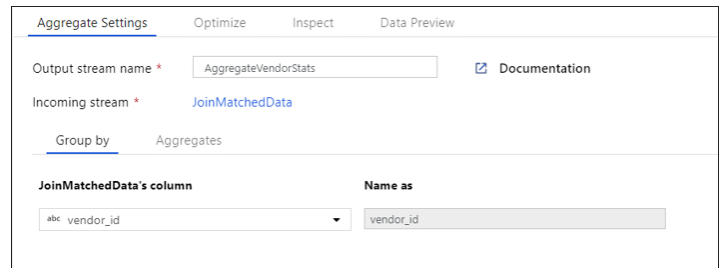 Aggregate Settings Optimize Inspect Data Preview
Output stream name * AggregateVendorStats Documentation
Incoming stream * JoinMatchedData
Group by Aggregates
JoinMatchedData's column Name as
abc vendor_id vendor_id